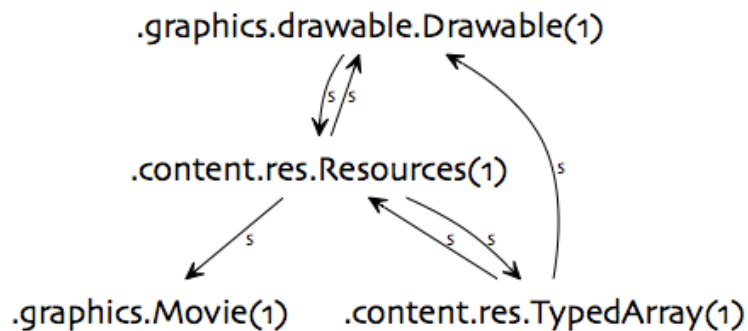 .graphics.drawable.Drawable(1)
s s
s
.content.res.Resources(1)
s s s
.graphics.Movie(1) .content.res.TypedArray(1)